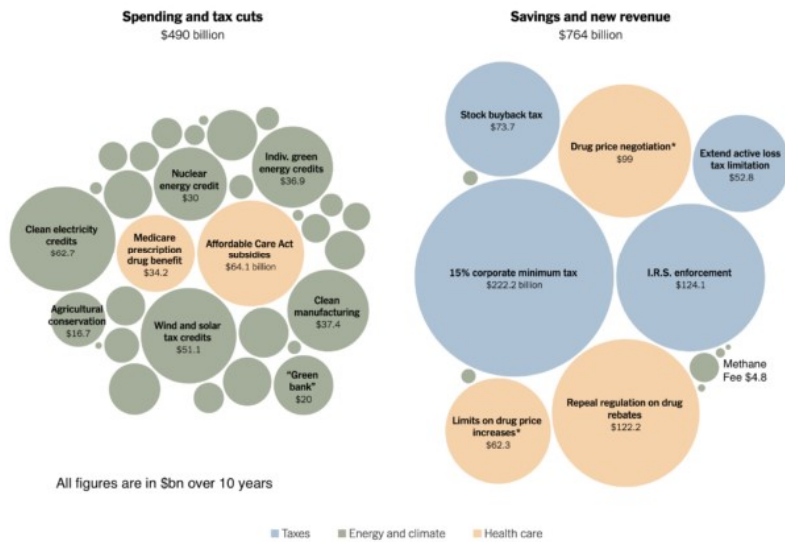 Spending and tax cuts
$490 billion
Indiv. green
energy credits
$36.9
Nuclear
energy credit
$30
Clean electricity
credits
$62.7
Medicare
prescription
drug benefit
$34.2
Affordable Care Act
subsidies
$64.1 billion
Agricultural
conservation
$16.7
Wind and solar
tax credits
$51.1
Clean
manufacturing
$37.4
“Green
bank”
$20
All figures are in $bn over 10 years
Savings and new revenue
$764 billion
Stock buyback tax
$73.7
Drug price negotiation*
$99
Extend active loss
tax limitation
$52.8
15% corporate minimum tax
$222.2 billion
I.R.S. enforcement
$124.1
Methane
Fee $4.8
Repeal regulation on drug
rebates
$122.2
Limits on drug price
increases*
$62.3
Taxes
Energy and climate
Health care